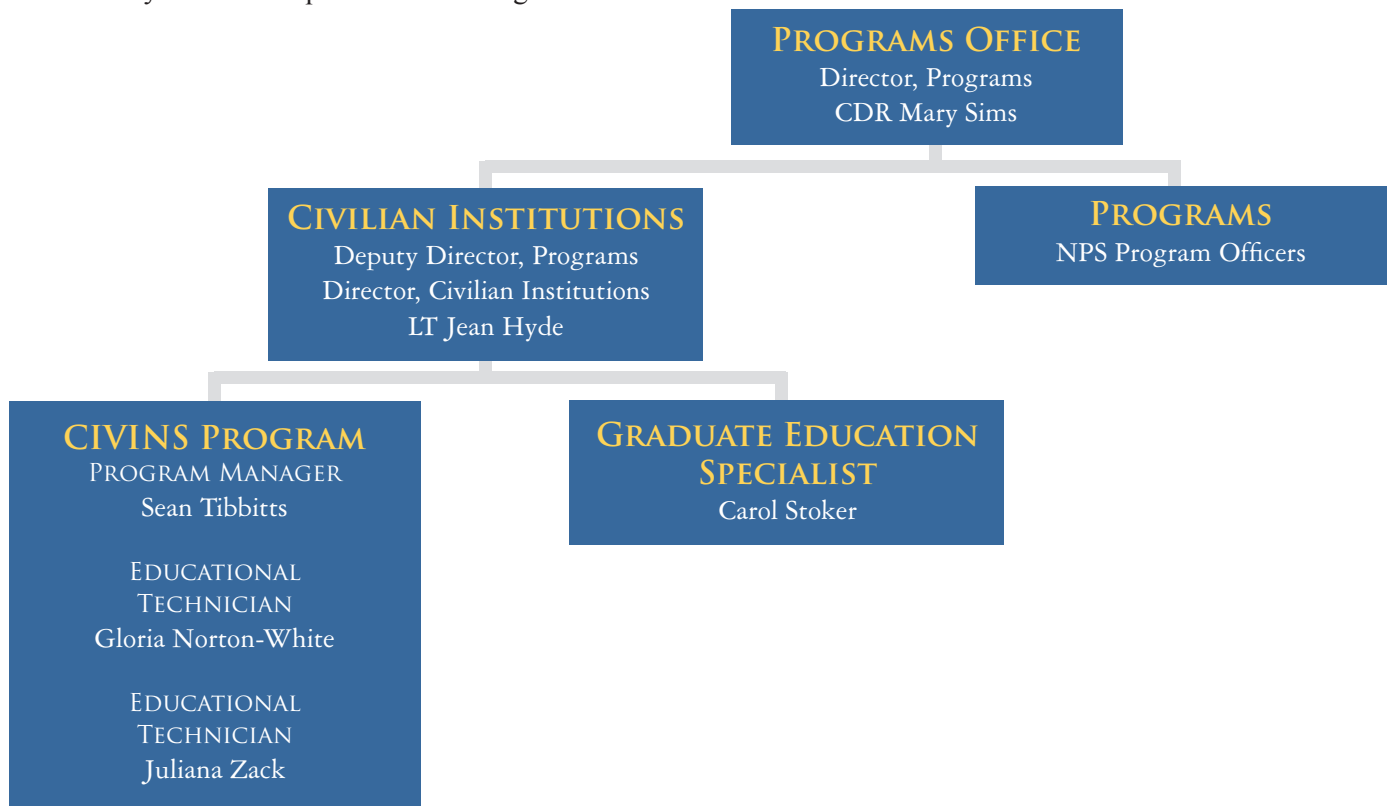 PROGRAMS OFFICE
Director, Programs
CDR Mary Sims
CIVILIAN INSTITUTIONS
Deputy Director, Programs
Director, Civilian Institutions
LT Jean Hyde
PROGRAMS
NPS Program Officers
CIVINS PROGRAM
PROGRAM MANAGER
Sean Tibbitts
EDUCATIONAL
TECHNICIAN
Gloria Norton-White
EDUCATIONAL
TECHNICIAN
Juliana Zack
GRADUATE EDUCATION
SPECIALIST
Carol Stoker